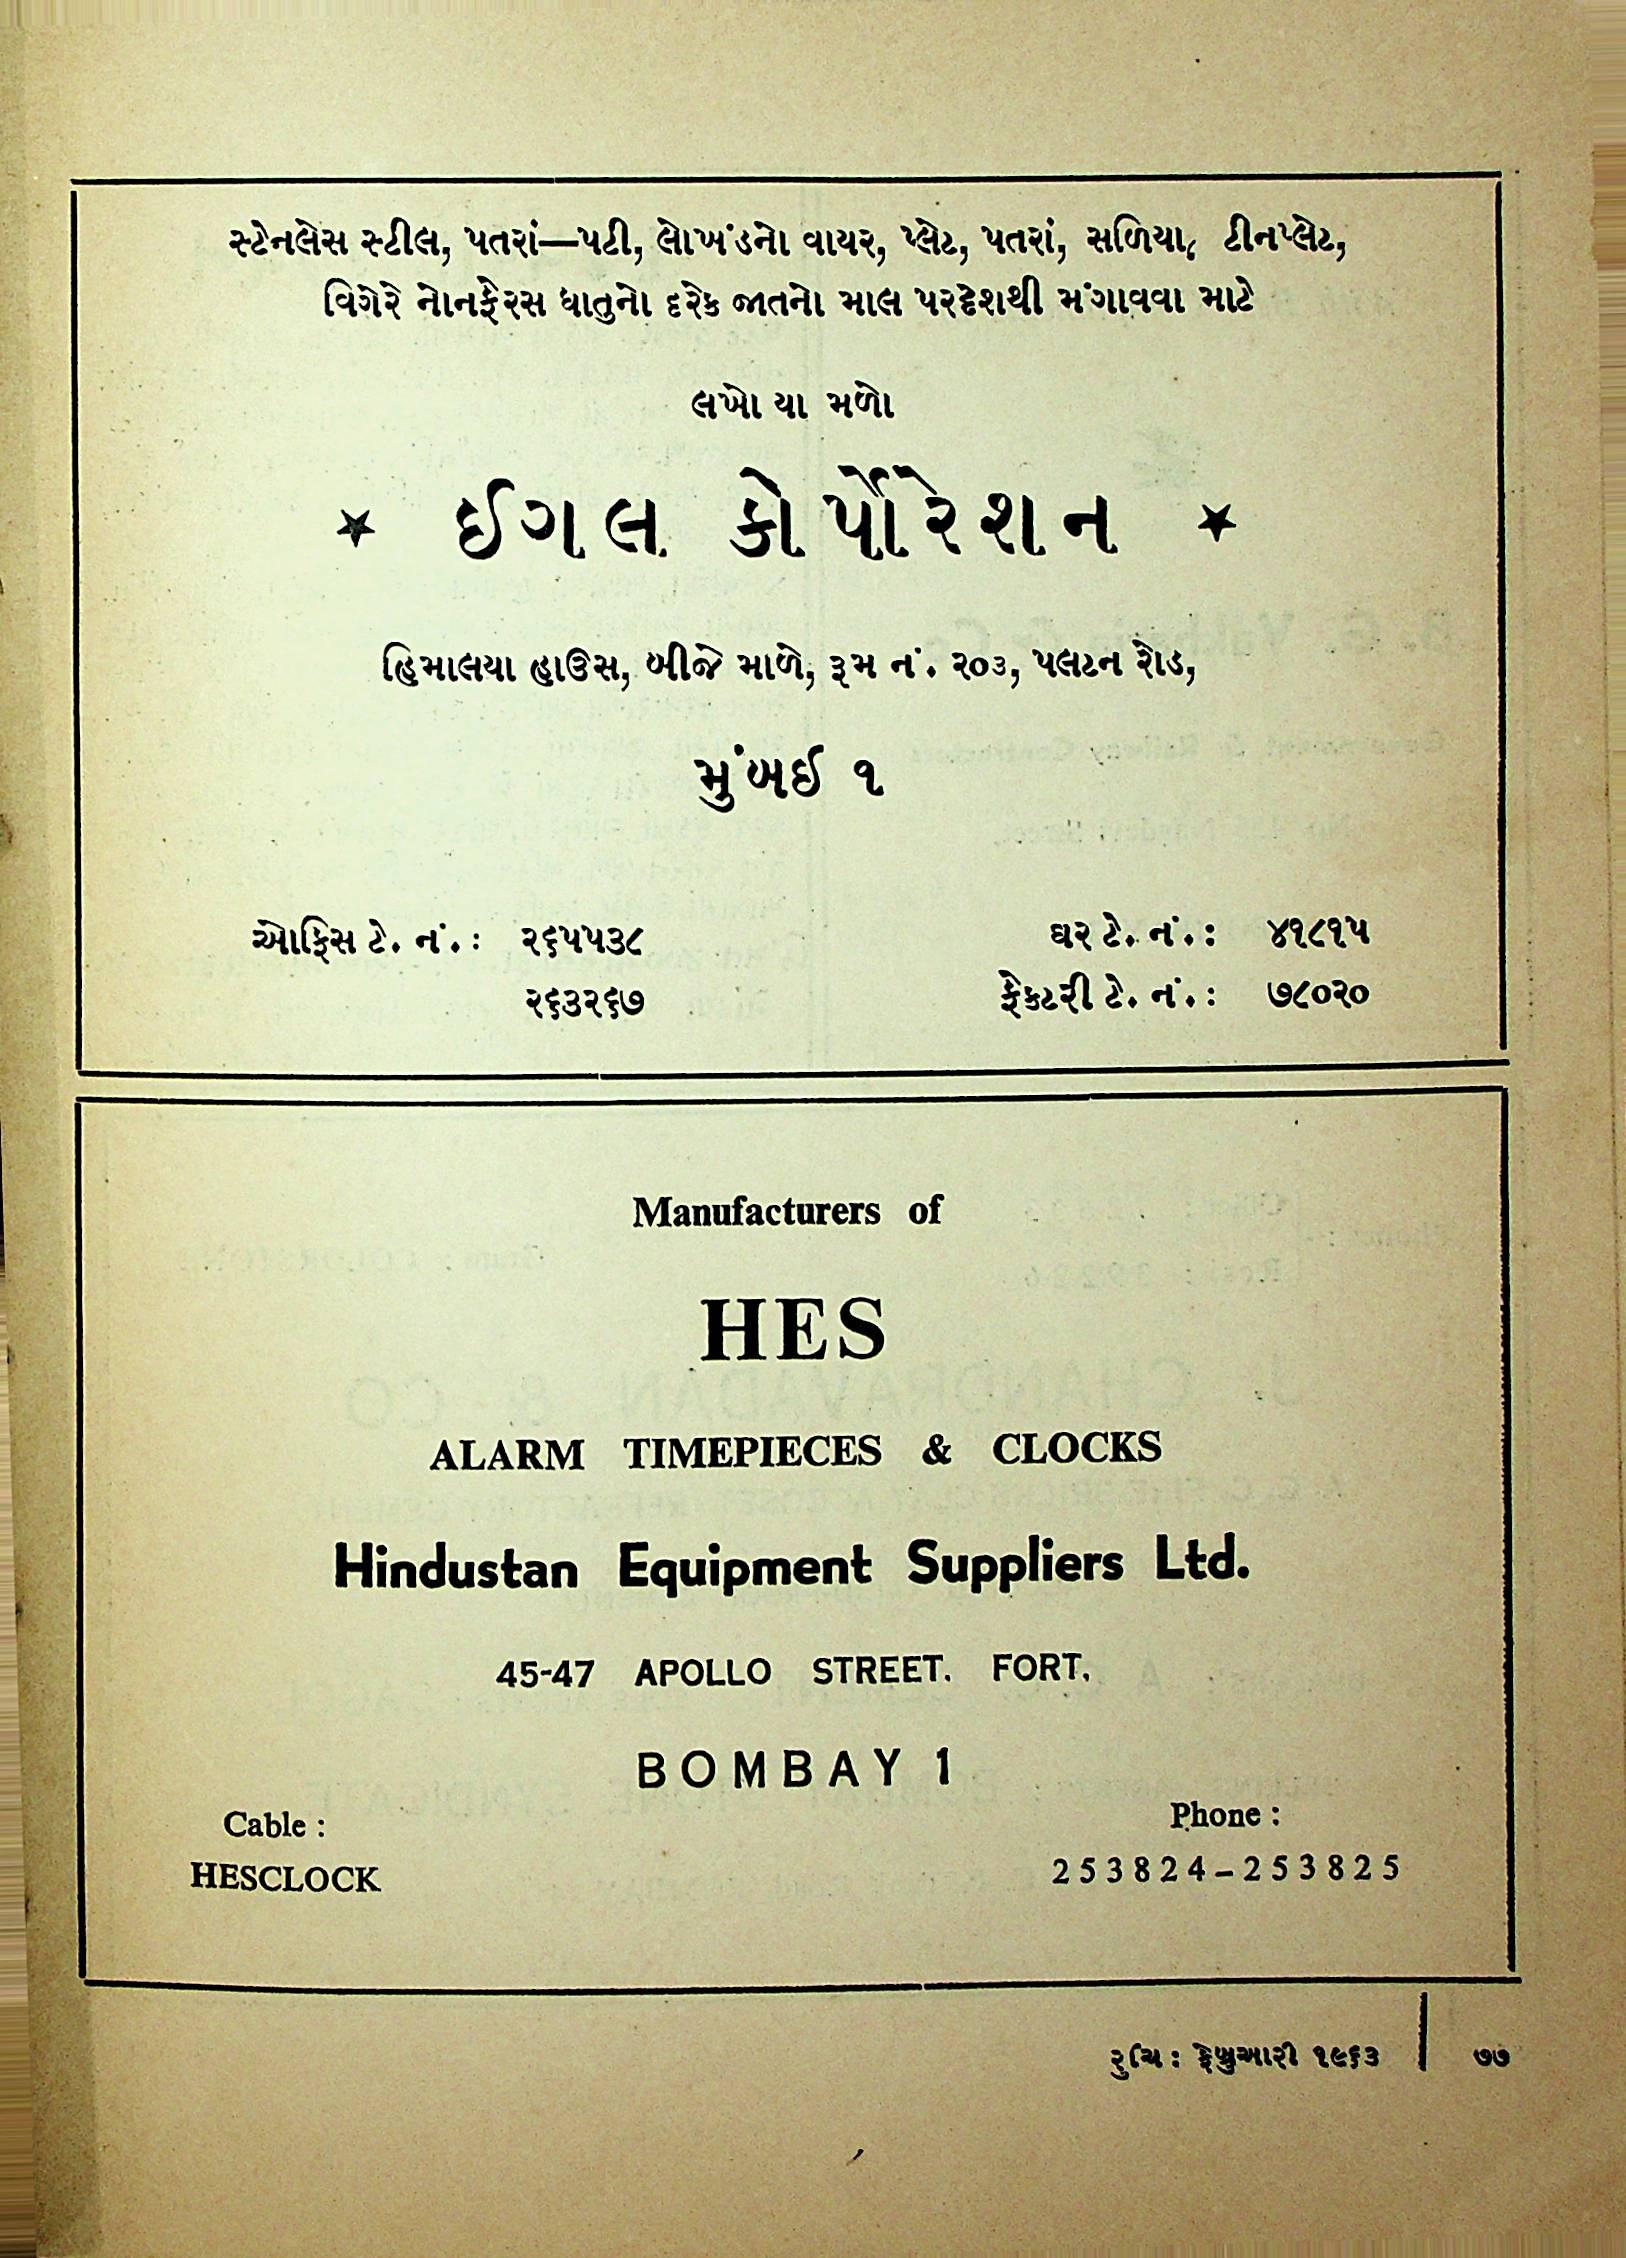 સ્ટેનલેસ સ્ટીલ, પતરાં—પટી, લોખંડનો વાયર, પ્લેટ, પતરાં, સળિયા, ટીનપ્લેટ,
વિગેરે નોનફેરસ ધાતુનો દરેક જાતનો માલ પરદેશથી મંગાવવા માટે
લખો યા મળો
★ ઈગલ કોર્પોરેશન ★
હિમાલયા હાઉસ, બીજે માળે, રૂમ નં. ૨૦૩, પલટન રોડ,
મુંબઈ ૧
ઓફિસ ટે. નં. : ૨૬૫૫૩૮ ઘર ટે. નં. : ૪૧૮૧૫
૨૬૩૨૬૭ ફેક્ટરી ટે. નં. : ૭૮૦૨૦
Manufacturers of
HES
ALARM TIMEPIECES & CLOCKS
Hindustan Equipment Suppliers Ltd.
45-47 APOLLO STREET. FORT,
BOMBAY 1
Cable : Phone :
HESCLOCK 253824–253825
રુચિ : ફેબ્રુઆરી ૧૯૬૩ | ૭૭